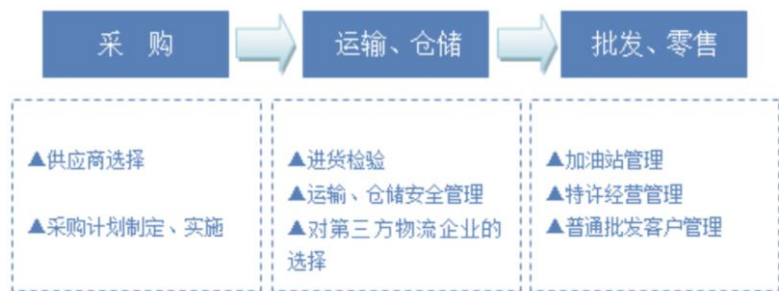 采 购
运输、仓储
批发、零售
▲供应商选择
▲采购计划制定、实施
▲进货检验
▲运输、仓储安全管理
▲对第三方物流企业的
选择
▲加油站管理
▲特许经营管理
▲普通批发客户管理